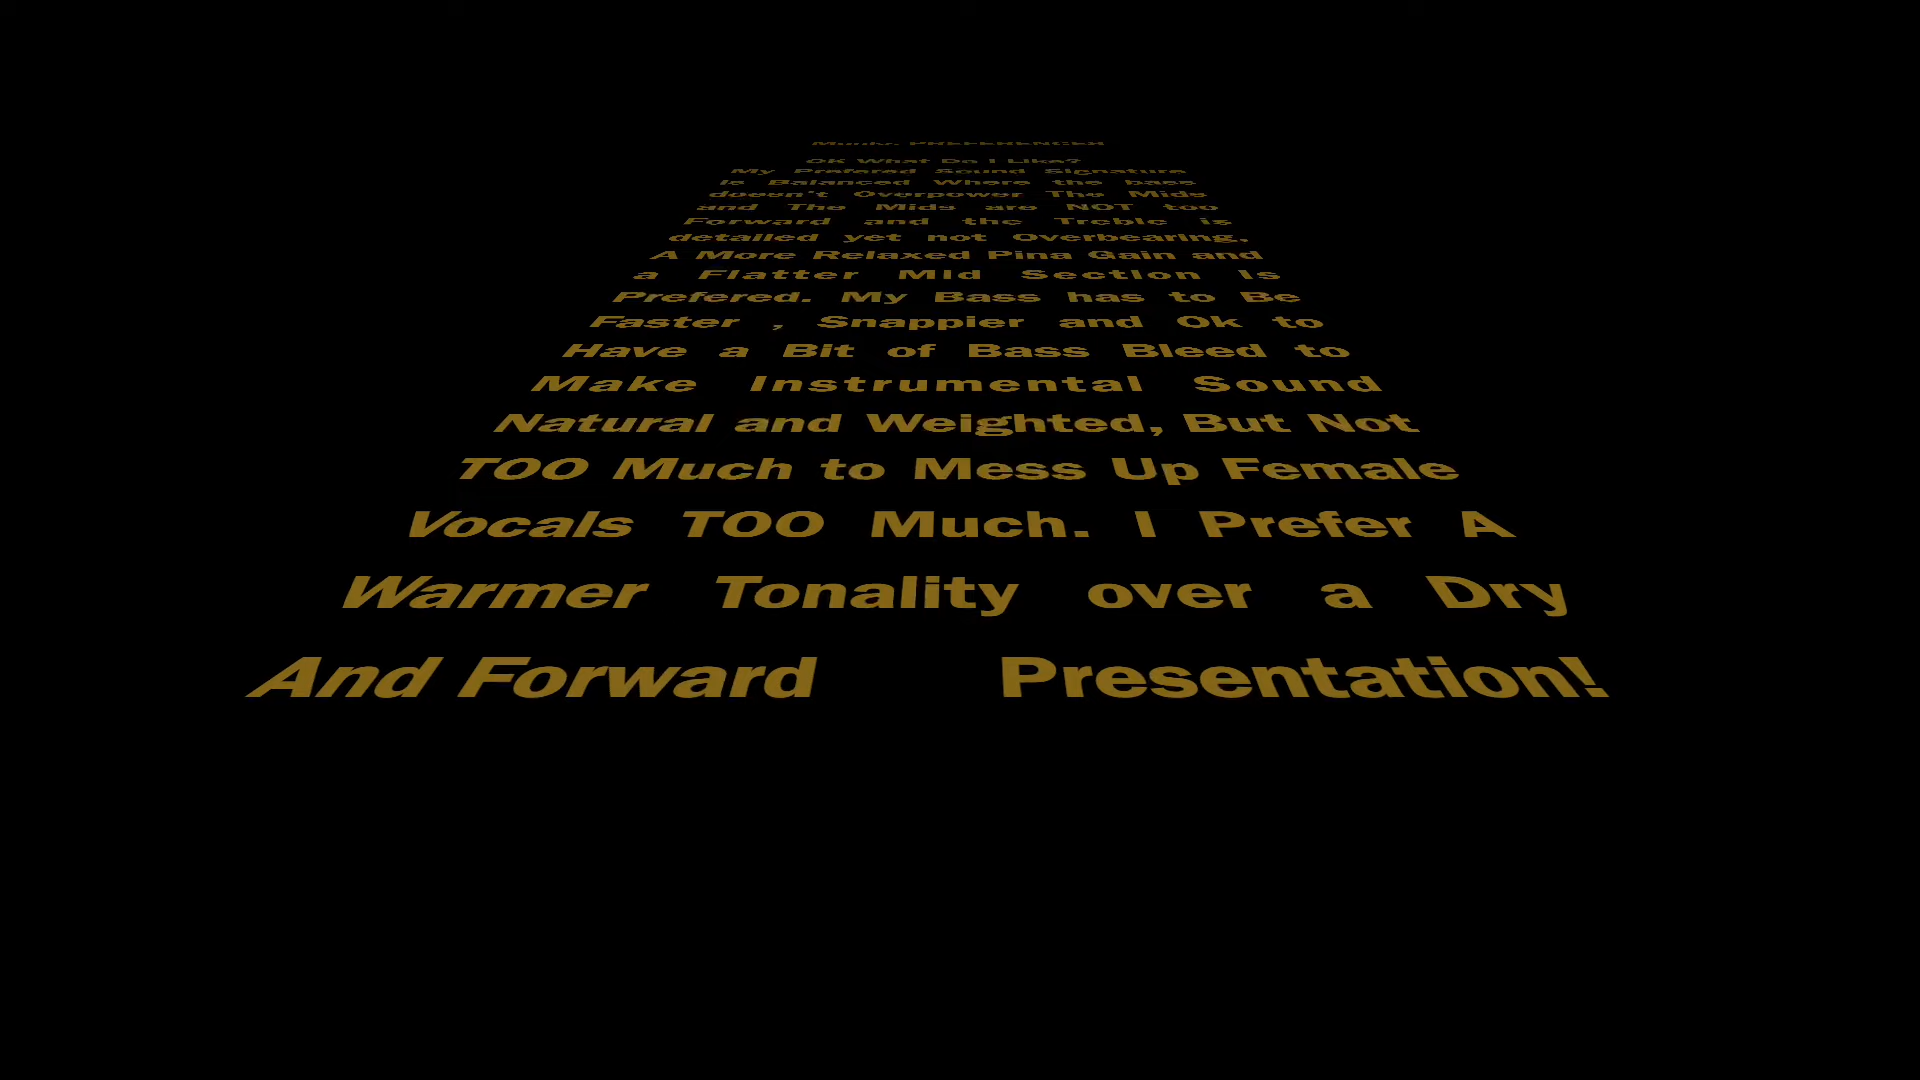 PREFERENCES
OK What Do I Like?
My Prefered Sound Signature
is Balanced Where the bass
doesn't Overpower The Mids
and The Mids are NOT too
Forward and the Treble is
detailed yet not Overbearing,
A More Relaxed Pina Gain and
a Flatter Mid Section Is
Prefered. My Bass has to Be
Faster , Snappier and Ok to
Have a Bit of Bass Bleed to
Make Instrumental Sound
Natural and Weighted, But Not
TOO Much to Mess Up Female
Vocals TOO Much. I Prefer A
Warmer Tonality over a Dry
And Forward Presentation!